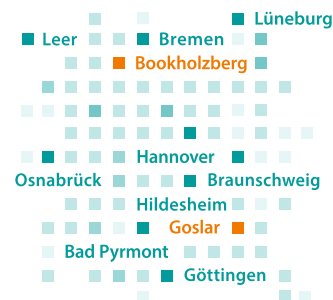 Lüneburg
Leer Bremen
Bookholzberg
Hannover
Osnabrück Braunschweig
Hildesheim
Goslar
Bad Pyrmont
Göttingen